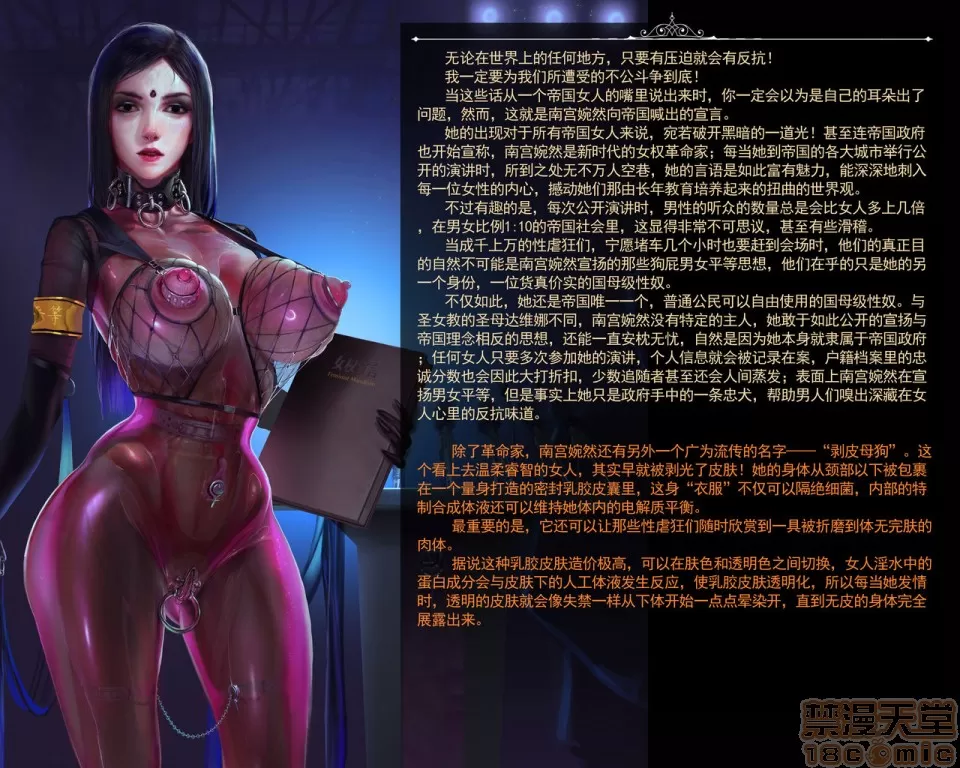 无论在世界上的任何地方，只要有压迫就会有反抗！
我一定要为我们所遭受的不公斗争到底！
当这些话从一个帝国女人的嘴里说出来时，你一定会以为是自己的耳朵出了
问题，然而，这就是南宫婉然向帝国喊出的宣言。
她的出现对于所有帝国女人来说，宛若破开黑暗的一道光！甚至连帝国政府
也开始宣称，南宫婉然是新时代的女权革命家；每当她到帝国的各大城市举行公
开的演讲时，所到之处无不万人空巷，她的言语是如此富有魅力，能深深地刺入
每一位女性的内心，撼动她们那由长年教育培养起来的扭曲的世界观。
不过有趣的是，每次公开演讲时，男性的听众的数量总是会比女人多上几倍
，在男女比例1:10的帝国社会里，这显得非常不可思议，甚至有些滑稽。
当成千上万的性虐狂们，宁愿堵车几个小时也要赶到会场时，他们的真正目
的自然不可能是南宫婉然宣扬的那些狗屁男女平等思想，他们在乎的只是她的另
一个身份，一位货真价实的国母级性奴。
不仅如此，她还是帝国唯一一个，普通公民可以自由使用的国母级性奴。与
圣女教的圣母达维娜不同，南宫婉然没有特定的主人，她敢于如此公开的宣扬与
帝国理念相反的思想，还能一直安枕无忧，自然是因为她本身就隶属于帝国政府
；任何女人只要多次参加她的演讲，个人信息就会被记录在案，户籍档案里的忠
诚分数也会因此大打折扣，少数追随者甚至还会人间蒸发；表面上南宫婉然在宣
扬男女平等，但是事实上她只是政府手中的一条忠犬，帮助男人们嗅出深藏在女
人心里的反抗味道。
除了革命家，南宫婉然还有另外一个广为流传的名字——“剥皮母狗”。这
个看上去温柔睿智的女人，其实早就被剥光了皮肤！她的身体从颈部以下被包裹
在一个量身打造的密封乳胶皮囊里，这身“衣服”不仅可以隔绝细菌，内部的特
制合成体液还可以维持她体内的电解质平衡。
最重要的是，它还可以让那些性虐狂们随时欣赏到一具被折磨到体无完肤的
肉体。
据说这种乳胶皮肤造价极高，可以在肤色和透明色之间切换，女人淫水中的
蛋白成分会与皮肤下的人工体液发生反应，使乳胶皮肤透明化，所以每当她发情
时，透明的皮肤就会像失禁一样从下体开始一点点晕染开，直到无皮的身体完全
展露出来。
禁漫天堂
18comic